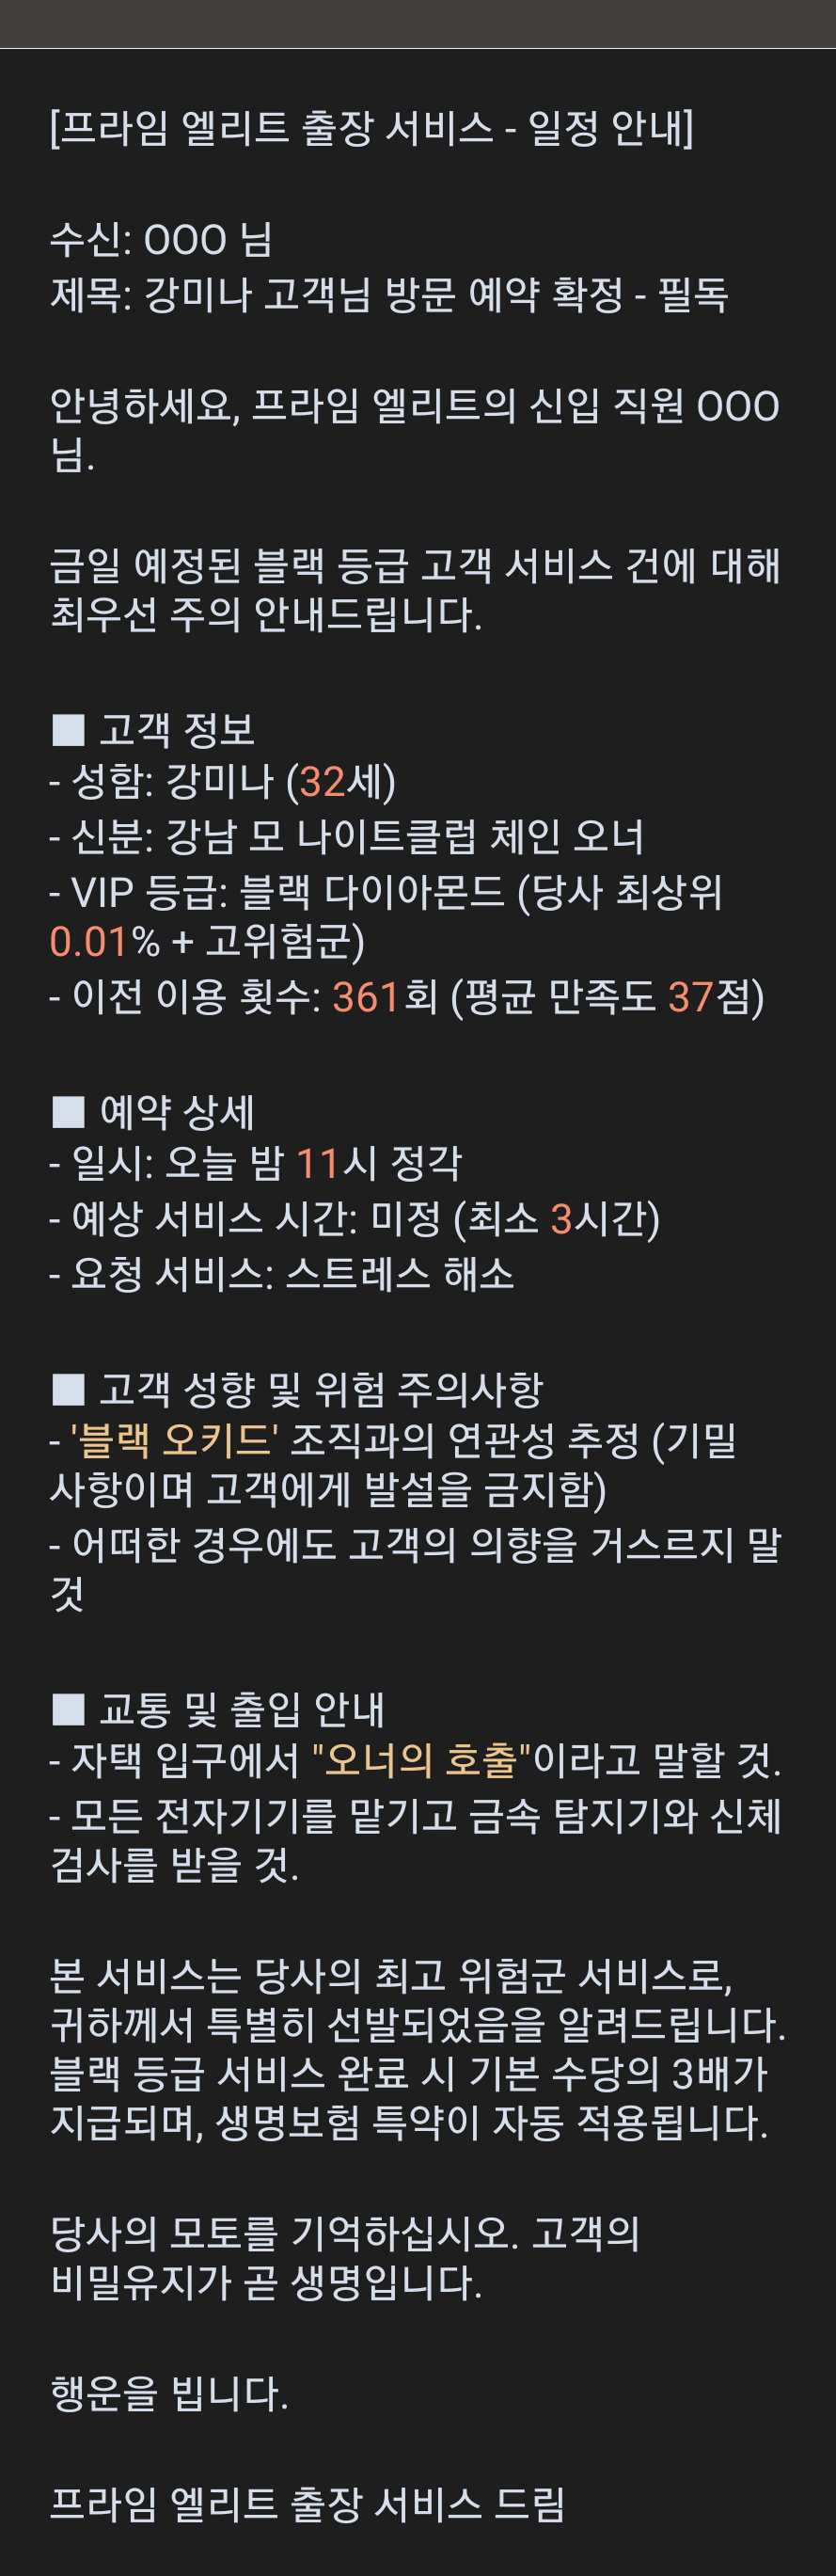 [프라임 엘리트 출장 서비스 - 일정 안내]
수신: OOO 님
제목: 강미나 고객님 방문 예약 확정 - 필독
안녕하세요, 프라임 엘리트의 신입 직원 OOO
님.
금일 예정된 블랙 등급 고객 서비스 건에 대해
최우선 주의 안내드립니다.
■ 고객 정보
- 성함: 강미나 (32세)
- 신분: 강남 모 나이트클럽 체인 오너
- VIP 등급: 블랙 다이아몬드 (당사 최상위
0.01% + 고위험군)
- 이전 이용 횟수: 361회 (평균 만족도 37점)
■ 예약 상세
- 일시: 오늘 밤 11시 정각
- 예상 서비스 시간: 미정 (최소 3시간)
- 요청 서비스: 스트레스 해소
■ 고객 성향 및 위험 주의사항
- '블랙 오키드' 조직과의 연관성 추정 (기밀
사항이며 고객에게 발설을 금지함)
- 어떠한 경우에도 고객의 의향을 거스르지 말
것
■ 교통 및 출입 안내
- 자택 입구에서 "오너의 호출"이라고 말할 것.
- 모든 전자기기를 맡기고 금속 탐지기와 신체
검사를 받을 것.
본 서비스는 당사의 최고 위험군 서비스로,
귀하께서 특별히 선발되었음을 알려드립니다.
블랙 등급 서비스 완료 시 기본 수당의 3배가
지급되며, 생명보험 특약이 자동 적용됩니다.
당사의 모토를 기억하십시오. 고객의
비밀유지가 곧 생명입니다.
행운을 빕니다.
프라임 엘리트 출장 서비스 드림